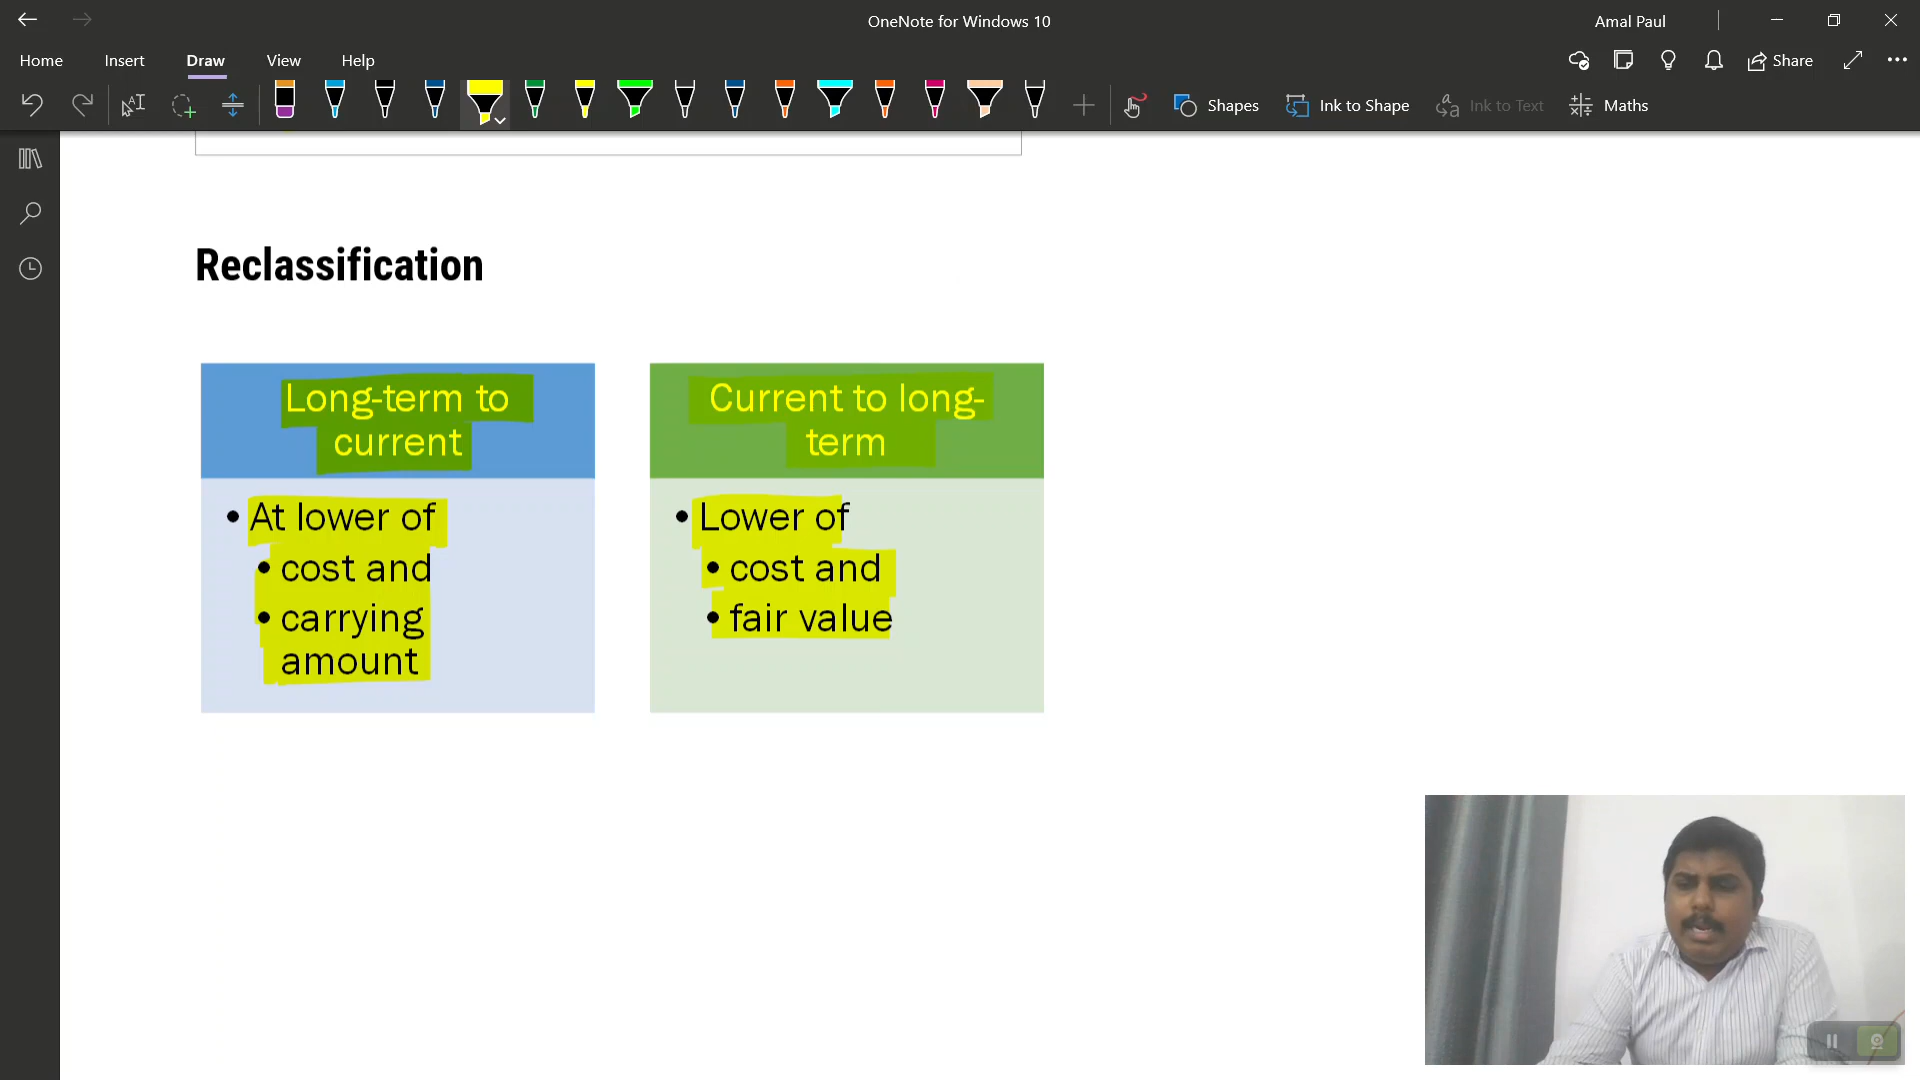 OneNote for Windows 10
Amal Paul
Home Insert Draw View Help
Share
Shapes Ink to Shape Ink to Text Maths
Reclassification
Long-term to
current
• At lower of
• cost and
• carrying
amount
Current to long-
term
• Lower of
• cost and
• fair value